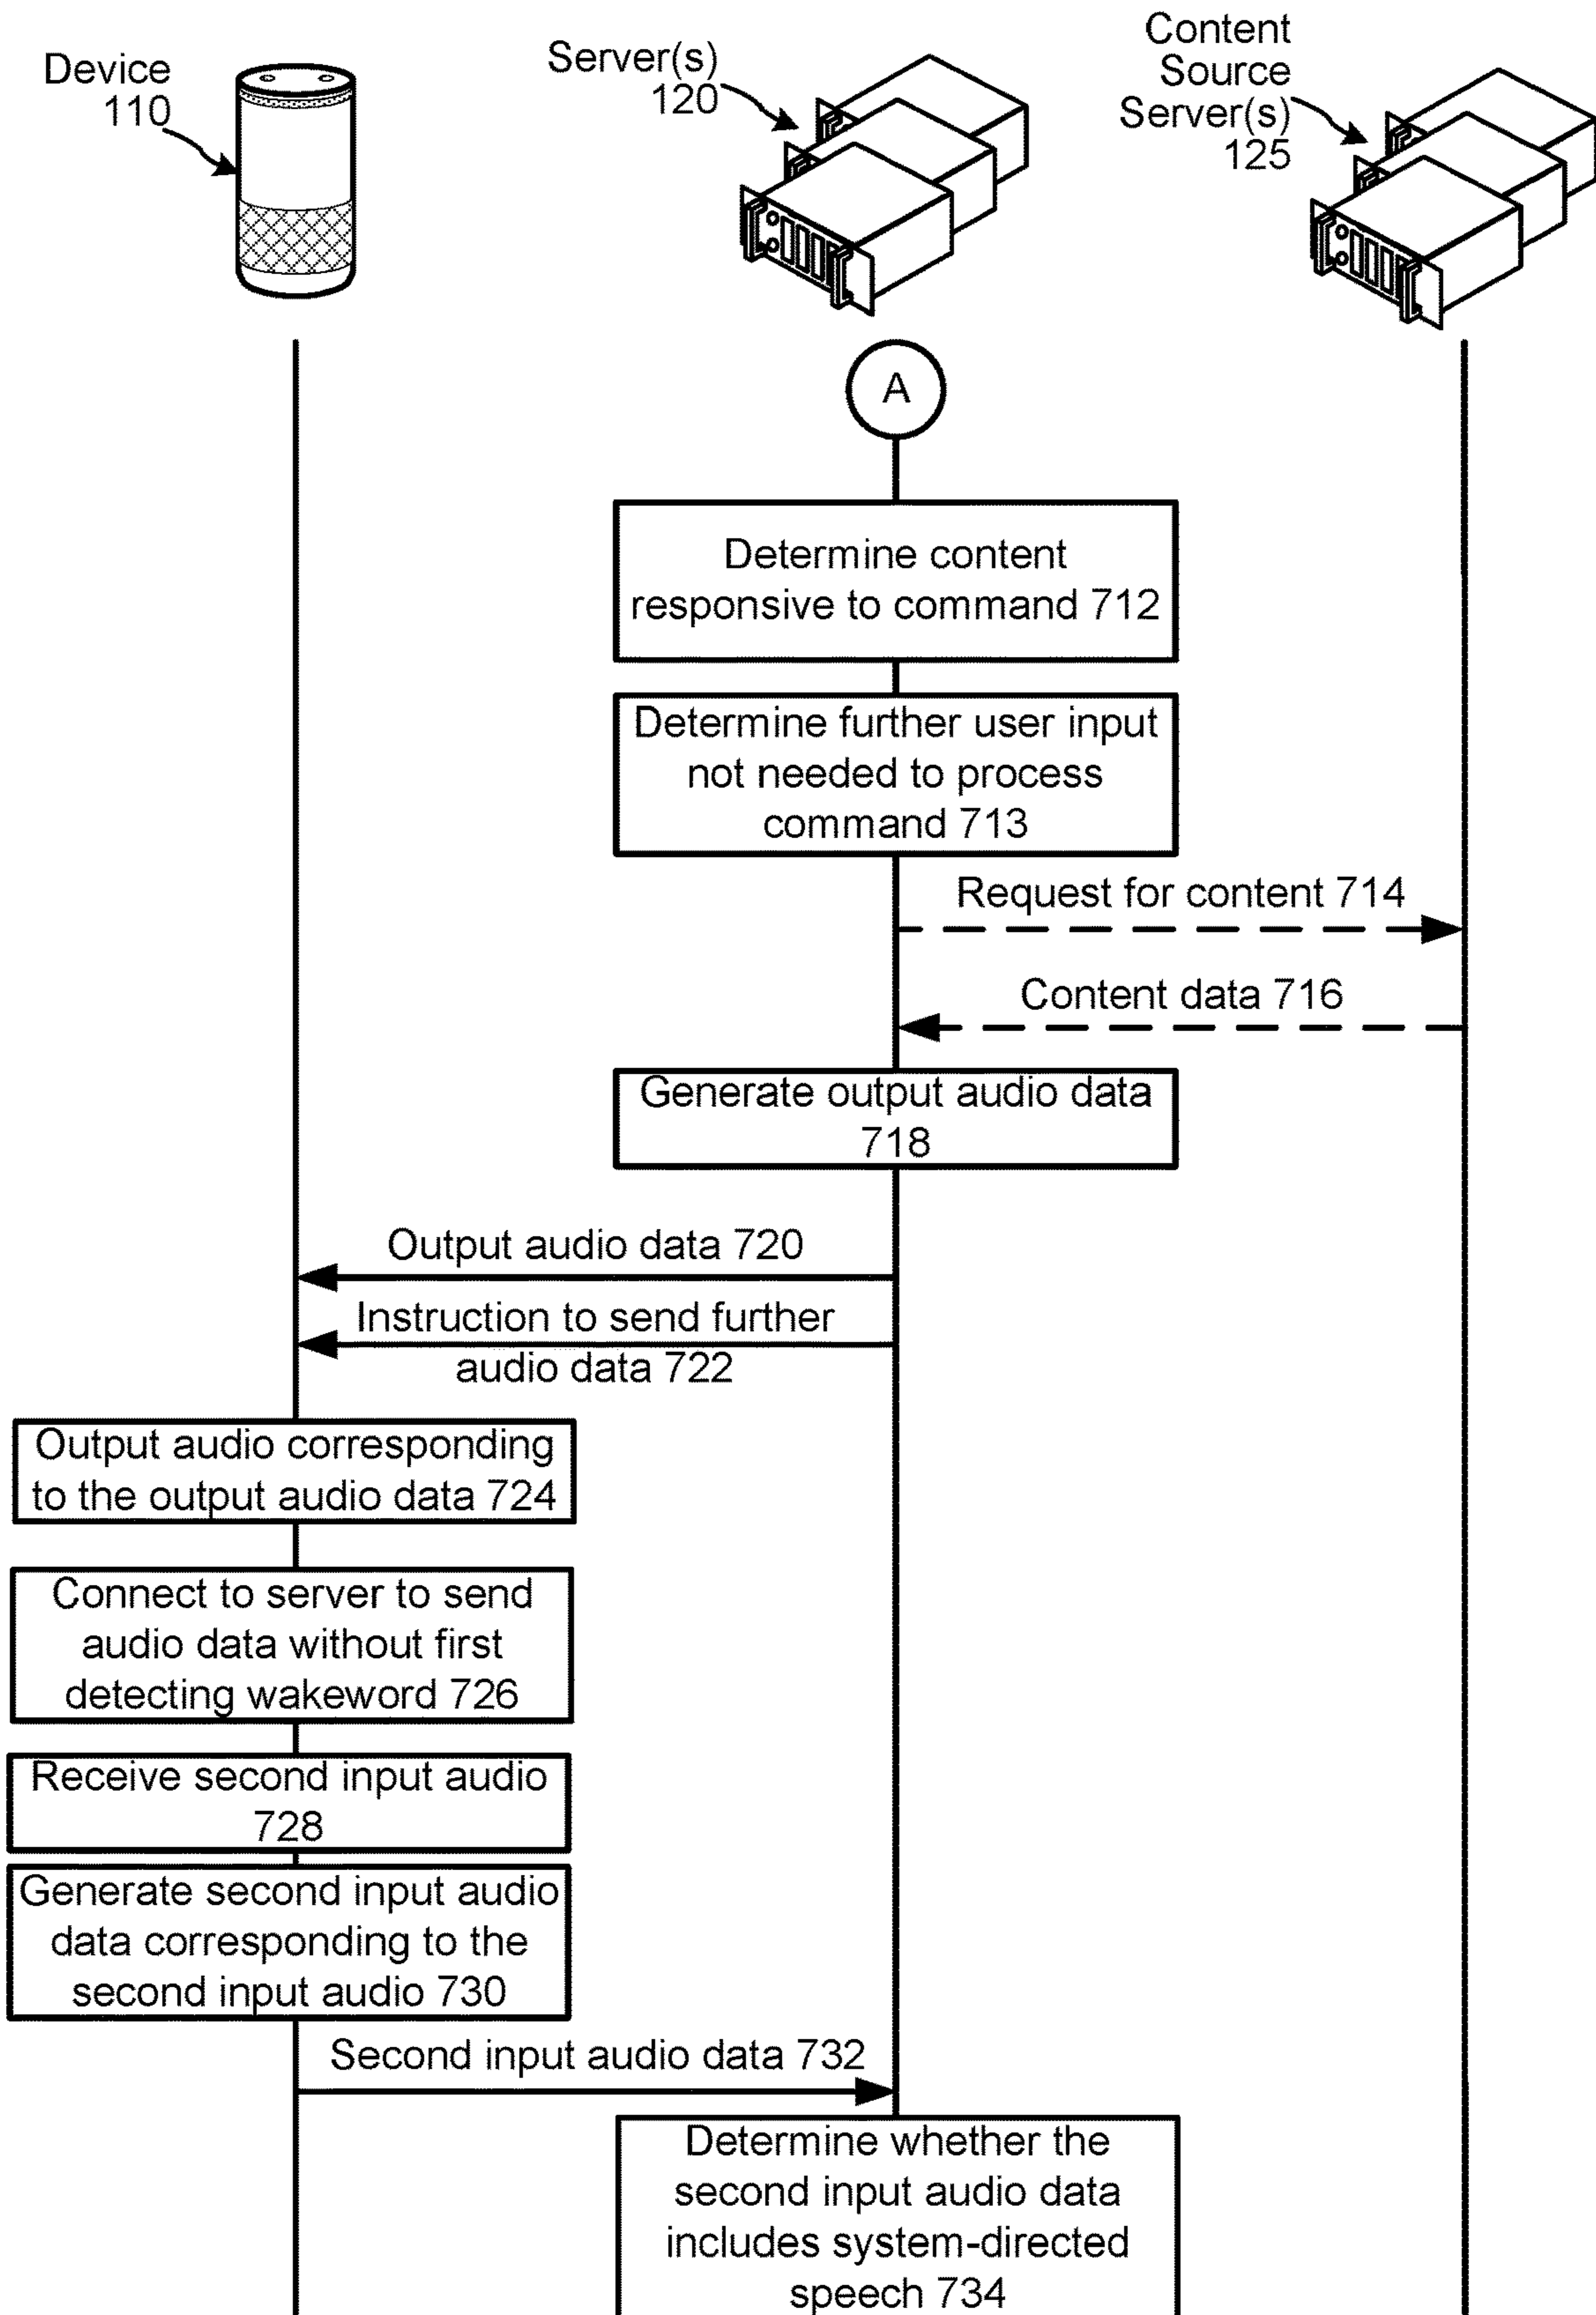 Device
110
Server(s)
120
Content
Source
Server(s)
125
A
Determine content
responsive to command 712
Determine further user input
not needed to process
command 713
Request for content 714
Content data 716
Generate output audio data
718
Output audio data 720
Instruction to send further
audio data 722
Output audio corresponding
to the output audio data 724
Connect to server to send
audio data without first
detecting wakeword 726
Receive second input audio
728
Generate second input audio
data corresponding to the
second input audio 730
Second input audio data 732
Determine whether the
second input audio data
includes system-directed
speech 734